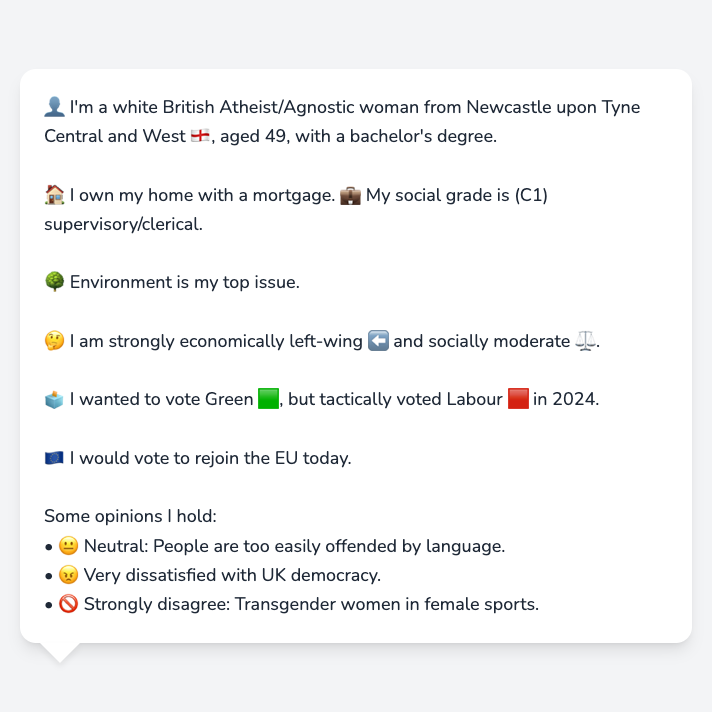 👤 I'm a white British Atheist/Agnostic woman from Newcastle upon Tyne
Central and West 🏴󠁧󠁢󠁥󠁮󠁧󠁿, aged 49, with a bachelor's degree.
🏠 I own my home with a mortgage. 💼 My social grade is (C1)
supervisory/clerical.
🌳 Environment is my top issue.
🤔 I am strongly economically left-wing ⬅️ and socially moderate ⚖️.
🗳️ I wanted to vote Green 🟩, but tactically voted Labour 🟥 in 2024.
🇪🇺 I would vote to rejoin the EU today.
Some opinions I hold:
• 😐 Neutral: People are too easily offended by language.
• 😠 Very dissatisfied with UK democracy.
• 🚫 Strongly disagree: Transgender women in female sports.